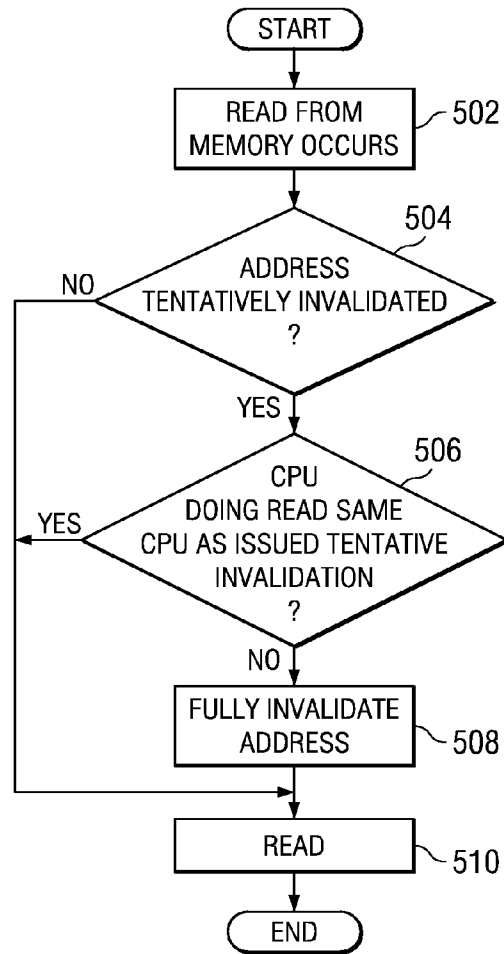 START
READ FROM
MEMORY OCCURS
502
504
ADDRESS
TENTATIVELY INVALIDATED
?
NO
YES
506
CPU
DOING READ SAME
CPU AS ISSUED TENTATIVE
INVALIDATION
?
YES
NO
FULLY INVALIDATE
ADDRESS
508
READ
510
END